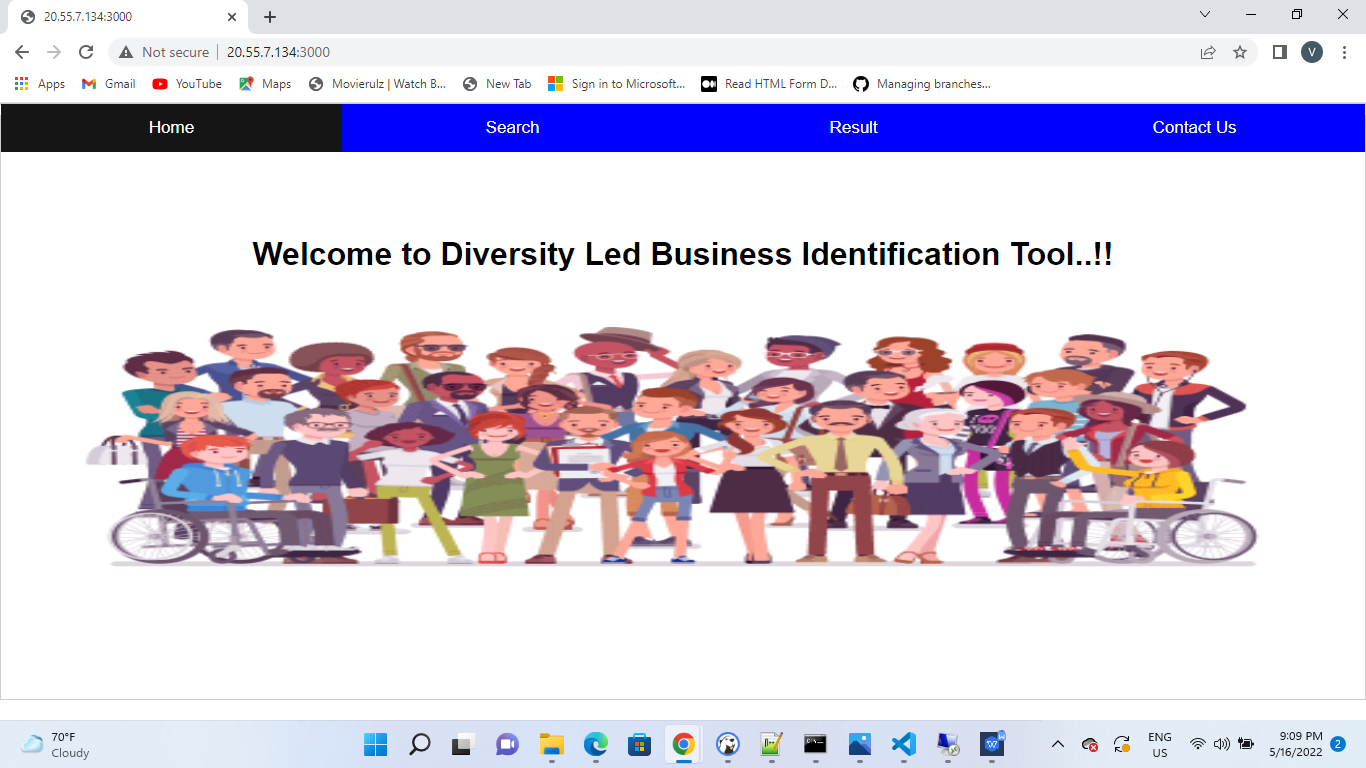 20.55.7.134:3000
Not secure 20.55.7.134:3000 V
Apps Gmail YouTube Maps Movierulz | Watch B... New Tab Sign in to Microsoft... Read HTML Form D... Managing branches...
Home Search Result Contact Us
Welcome to Diversity Led Business Identification Tool..!!
70°F
Cloudy
ENG
US
9:09 PM
5/16/2022
2